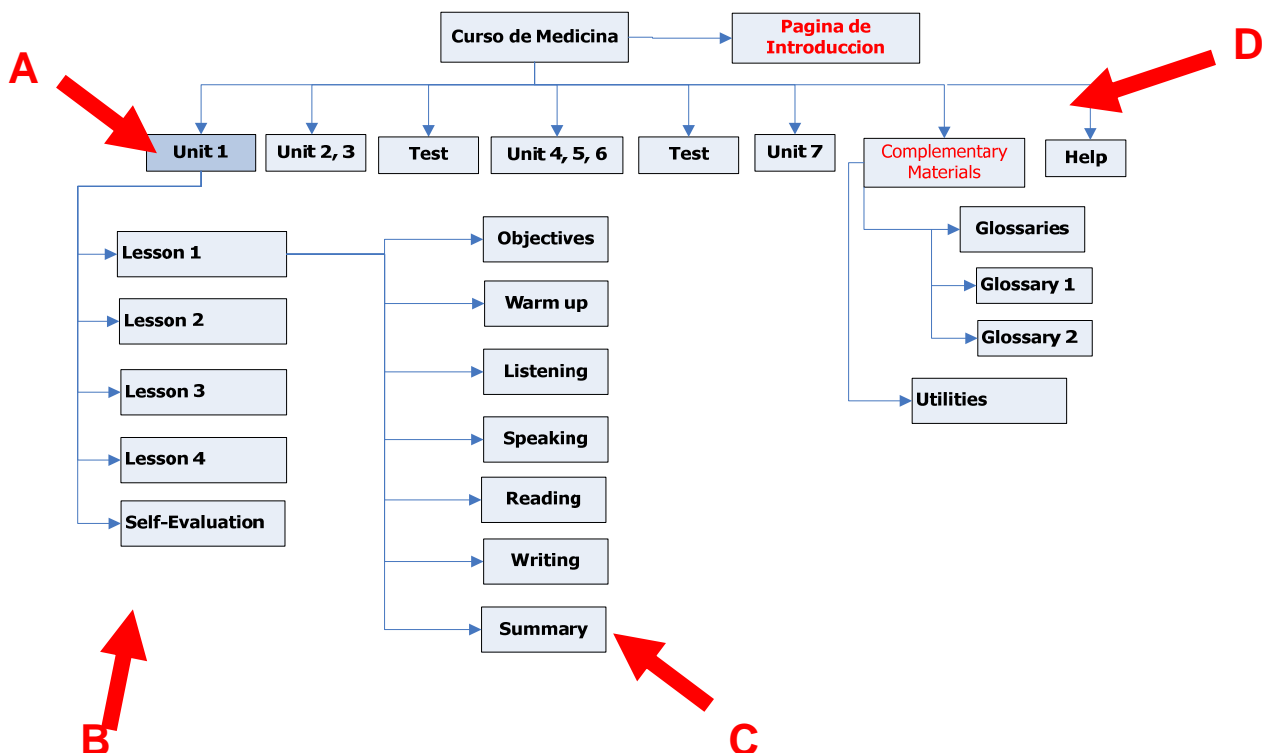 Curso de Medicina
Pagina de
Introduccion
A
D
Unit 1
Unit 2, 3
Test
Unit 4, 5, 6
Test
Unit 7
Complementary
Materials
Help
Lesson 1
Lesson 2
Lesson 3
Lesson 4
Self-Evaluation
Objectives
Warm up
Listening
Speaking
Reading
Writing
Summary
Glossaries
Glossary 1
Glossary 2
Utilities
B
C